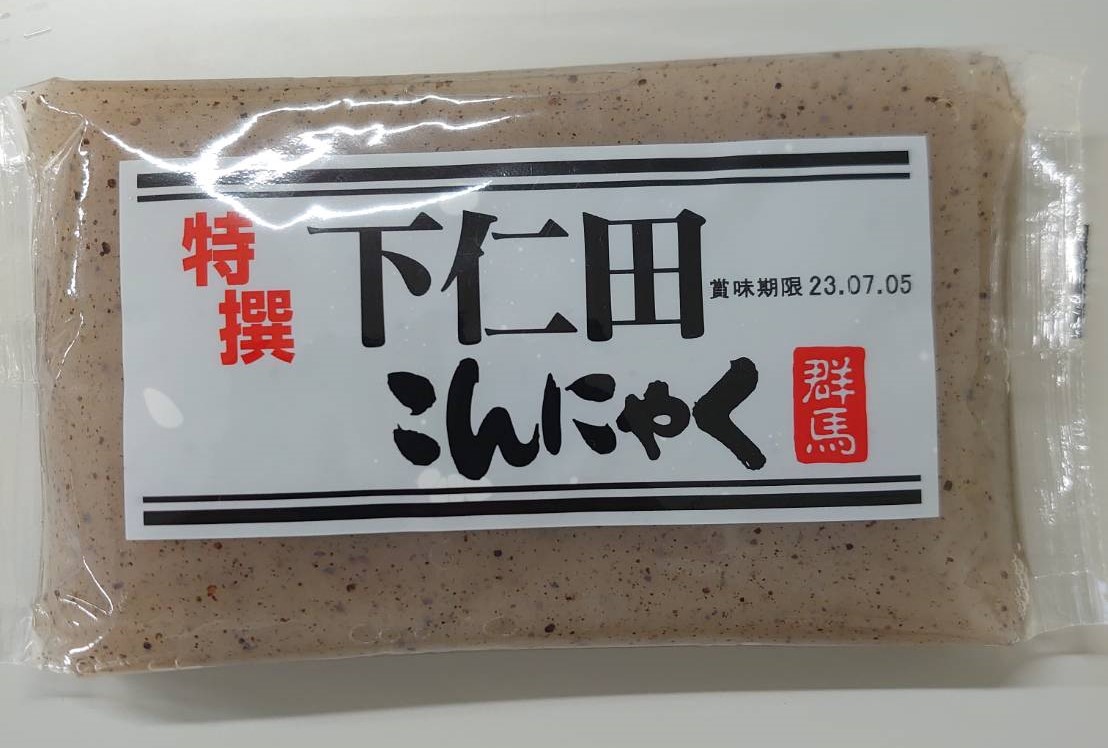 特撰
下仁田
賞味期限 23.07.05
こんにゃく
群馬